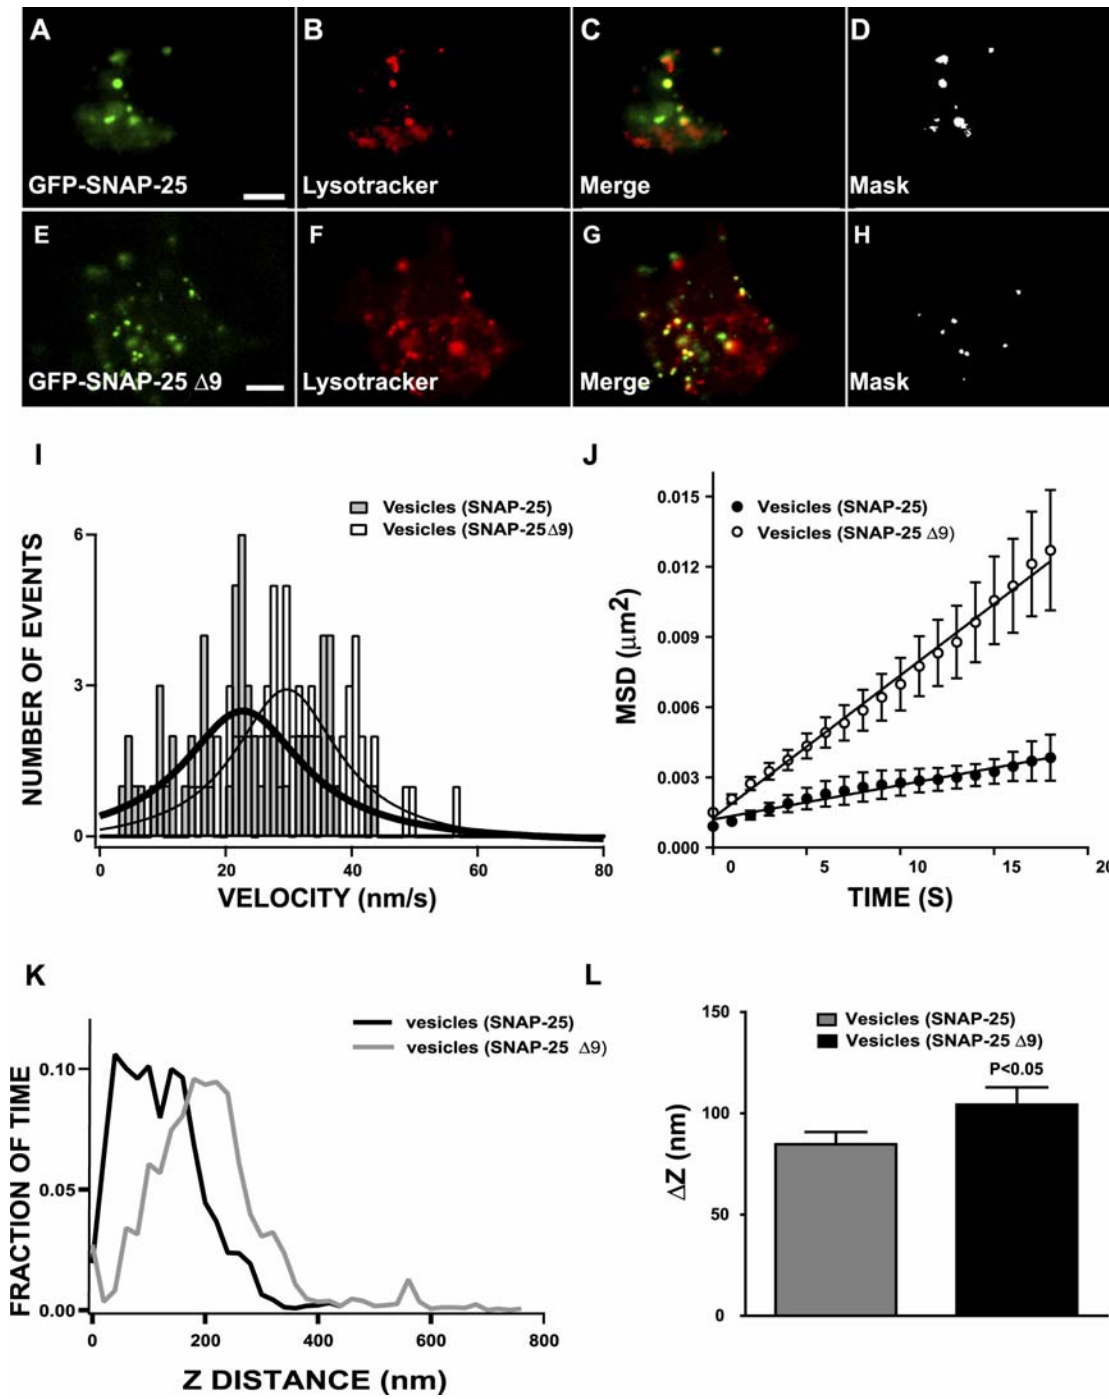 A B C D
GFP-SNAP-25 Lysotracker Merge Mask
E F G H
GFP-SNAP-25 Δ9 Lysotracker Merge Mask
I
Vesicles (SNAP-25)
Vesicles (SNAP-25Δ9)
NUMBER OF EVENTS
6
3
0
0 20 40 60 80
VELOCITY (nm/s)
J
Vesicles (SNAP-25)
Vesicles (SNAP-25 Δ9)
MSD (μm²)
0.015
0.012
0.009
0.006
0.003
0.000
0 5 10 15 20
TIME (S)
K
vesicles (SNAP-25)
vesicles (SNAP-25 Δ9)
FRACTION OF TIME
0.10
0.05
0.00
0 200 400 600 800
Z DISTANCE (nm)
L
Vesicles (SNAP-25)
Vesicles (SNAP-25 Δ9)
P<0.05
ΔZ (nm)
150
100
50
0